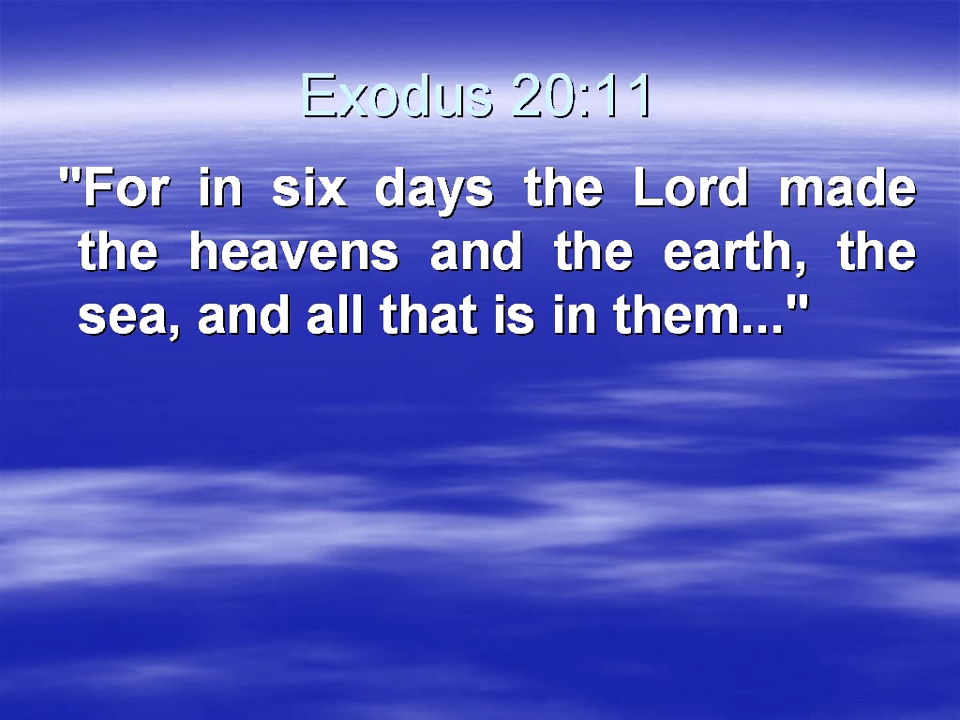 Exodus 20:11
"For in six days the Lord made
the heavens and the earth, the
sea, and all that is in them..."